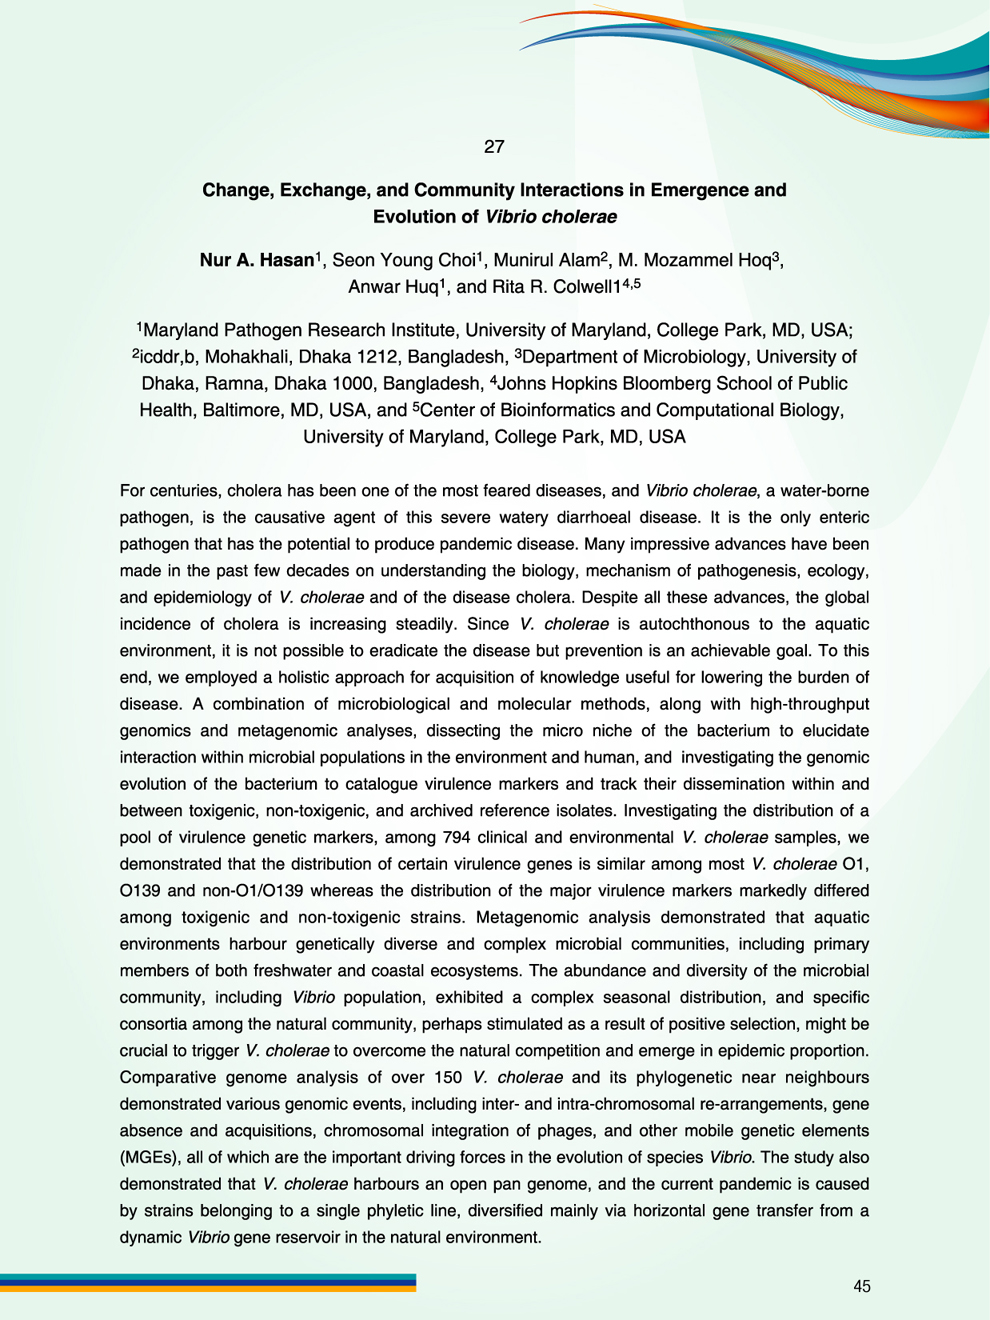 27
Change, Exchange, and Community Interactions in Emergence and
Evolution of Vibrio cholerae
Nur A. Hasan1, Seon Young Choi1, Munirul Alam2, M. Mozammel Hoq3,
Anwar Huq1, and Rita R. Colwell14,5
1Maryland Pathogen Research Institute, University of Maryland, College Park, MD, USA;
2icddr,b, Mohakhali, Dhaka 1212, Bangladesh, 3Department of Microbiology, University of
Dhaka, Ramna, Dhaka 1000, Bangladesh, 4Johns Hopkins Bloomberg School of Public
Health, Baltimore, MD, USA, and 5Center of Bioinformatics and Computational Biology,
University of Maryland, College Park, MD, USA
For centuries, cholera has been one of the most feared diseases, and Vibrio cholerae, a water-borne
pathogen, is the causative agent of this severe watery diarrhoeal disease. It is the only enteric
pathogen that has the potential to produce pandemic disease. Many impressive advances have been
made in the past few decades on understanding the biology, mechanism of pathogenesis, ecology,
and epidemiology of V. cholerae and of the disease cholera. Despite all these advances, the global
incidence of cholera is increasing steadily. Since V. cholerae is autochthonous to the aquatic
environment, it is not possible to eradicate the disease but prevention is an achievable goal. To this
end, we employed a holistic approach for acquisition of knowledge useful for lowering the burden of
disease. A combination of microbiological and molecular methods, along with high-throughput
genomics and metagenomic analyses, dissecting the micro niche of the bacterium to elucidate
interaction within microbial populations in the environment and human, and investigating the genomic
evolution of the bacterium to catalogue virulence markers and track their dissemination within and
between toxigenic, non-toxigenic, and archived reference isolates. Investigating the distribution of a
pool of virulence genetic markers, among 794 clinical and environmental V. cholerae samples, we
demonstrated that the distribution of certain virulence genes is similar among most V. cholerae O1,
O139 and non-O1/O139 whereas the distribution of the major virulence markers markedly differed
among toxigenic and non-toxigenic strains. Metagenomic analysis demonstrated that aquatic
environments harbour genetically diverse and complex microbial communities, including primary
members of both freshwater and coastal ecosystems. The abundance and diversity of the microbial
community, including Vibrio population, exhibited a complex seasonal distribution, and specific
consortia among the natural community, perhaps stimulated as a result of positive selection, might be
crucial to trigger V. cholerae to overcome the natural competition and emerge in epidemic proportion.
Comparative genome analysis of over 150 V. cholerae and its phylogenetic near neighbours
demonstrated various genomic events, including inter- and intra-chromosomal re-arrangements, gene
absence and acquisitions, chromosomal integration of phages, and other mobile genetic elements
(MGEs), all of which are the important driving forces in the evolution of species Vibrio. The study also
demonstrated that V. cholerae harbours an open pan genome, and the current pandemic is caused
by strains belonging to a single phyletic line, diversified mainly via horizontal gene transfer from a
dynamic Vibrio gene reservoir in the natural environment.
45